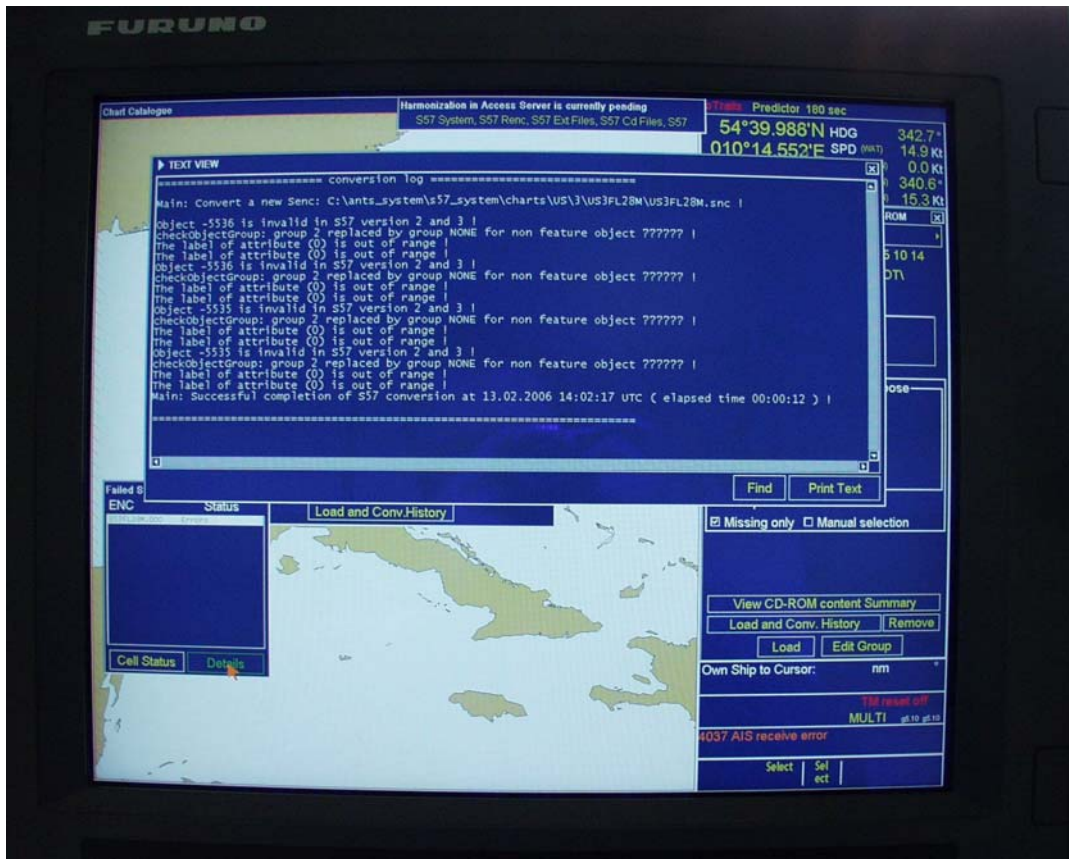 FURUNO
Chart Catalogue
Harmonization in Access Server is currently pending
S57 System, S57 Renc, S57 Ext Files, S57 Cd Files, S57
Predictor 180 sec
54°39.988'N HDG 342.7°
010°14.552'E SPD (WAT) 14.9 Kt
0.0 Kt
340.6°
15.3 Kt
TEXT VIEW
======================== conversion log ==============================
Main: Convert a new Senc: C:\ants_system\s57_system\charts\US\3\US3FL28M\US3FL28M.snc !
Object -5536 is invalid in S57 version 2 and 3 !
checkObjectGroup: group 2 replaced by group NONE for non feature object ?????? !
The label of attribute (0) is out of range !
The label of attribute (0) is out of range !
Object -5536 is invalid in S57 version 2 and 3 !
checkObjectGroup: group 2 replaced by group NONE for non feature object ?????? !
The label of attribute (0) is out of range !
The label of attribute (0) is out of range !
Object -5535 is invalid in S57 version 2 and 3 !
checkObjectGroup: group 2 replaced by group NONE for non feature object ?????? !
The label of attribute (0) is out of range !
The label of attribute (0) is out of range !
Object -5535 is invalid in S57 version 2 and 3 !
checkObjectGroup: group 2 replaced by group NONE for non feature object ?????? !
The label of attribute (0) is out of range !
The label of attribute (0) is out of range !
Main: Successful completion of S57 conversion at 13.02.2006 14:02:17 UTC ( elapsed time 00:00:12 ) !
======================================================================
Find Print Text
ROM
10 14
ose
Failed S
ENC Status
Load and Conv.History
Missing only Manual selection
View CD-ROM content Summary
Load and Conv. History Remove
Load Edit Group
Cell Status Details
Own Ship to Cursor: nm °
TM reset off
MULTI g5.10 g5.10
4037 AIS receive error
Select Sel
ect